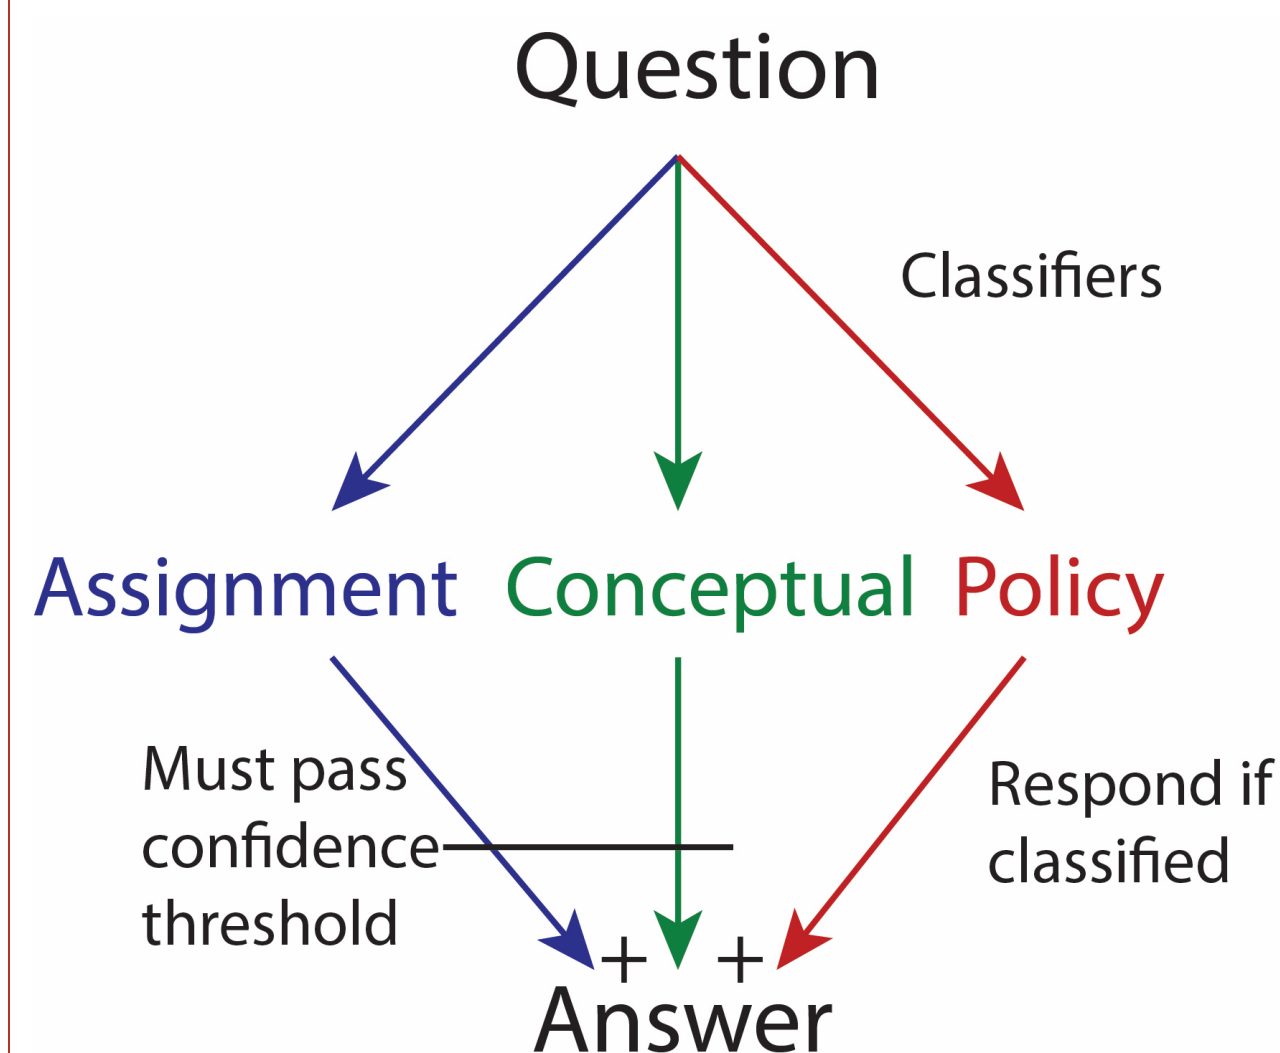 Question
Classifiers
Assignment
Conceptual
Policy
Must pass
confidence
threshold
Respond if
classified
+ +
Answer